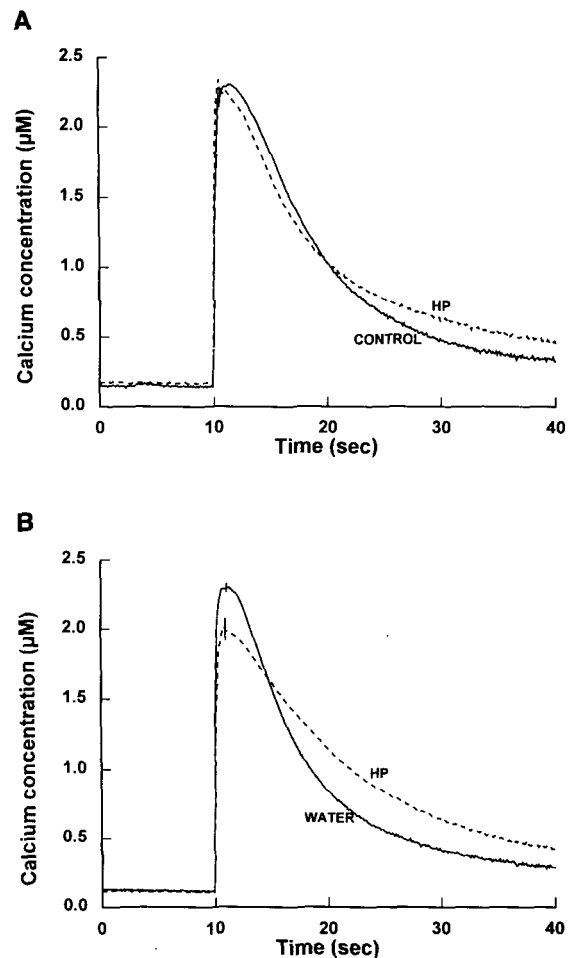 A
Calcium concentration (µM)
2.5
2.0
1.5
1.0
0.5
0.0
HP
CONTROL
0 10 20 30 40
Time (sec)
B
Calcium concentration (µM)
2.5
2.0
1.5
1.0
0.5
0.0
HP
WATER
0 10 20 30 40
Time (sec)